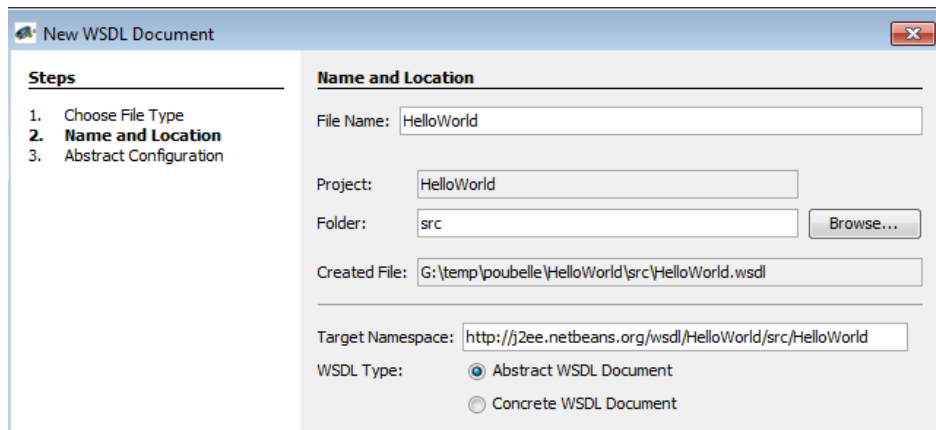 New WSDL Document
Steps
1. Choose File Type
2. Name and Location
3. Abstract Configuration
Name and Location
File Name: HelloWorld
Project: HelloWorld
Folder: src Browse...
Created File: G:\temp\poubelle\HelloWorld\src\HelloWorld.wsdl
Target Namespace: http://j2ee.netbeans.org/wsdl/HelloWorld/src/HelloWorld
WSDL Type: Abstract WSDL Document
Concrete WSDL Document